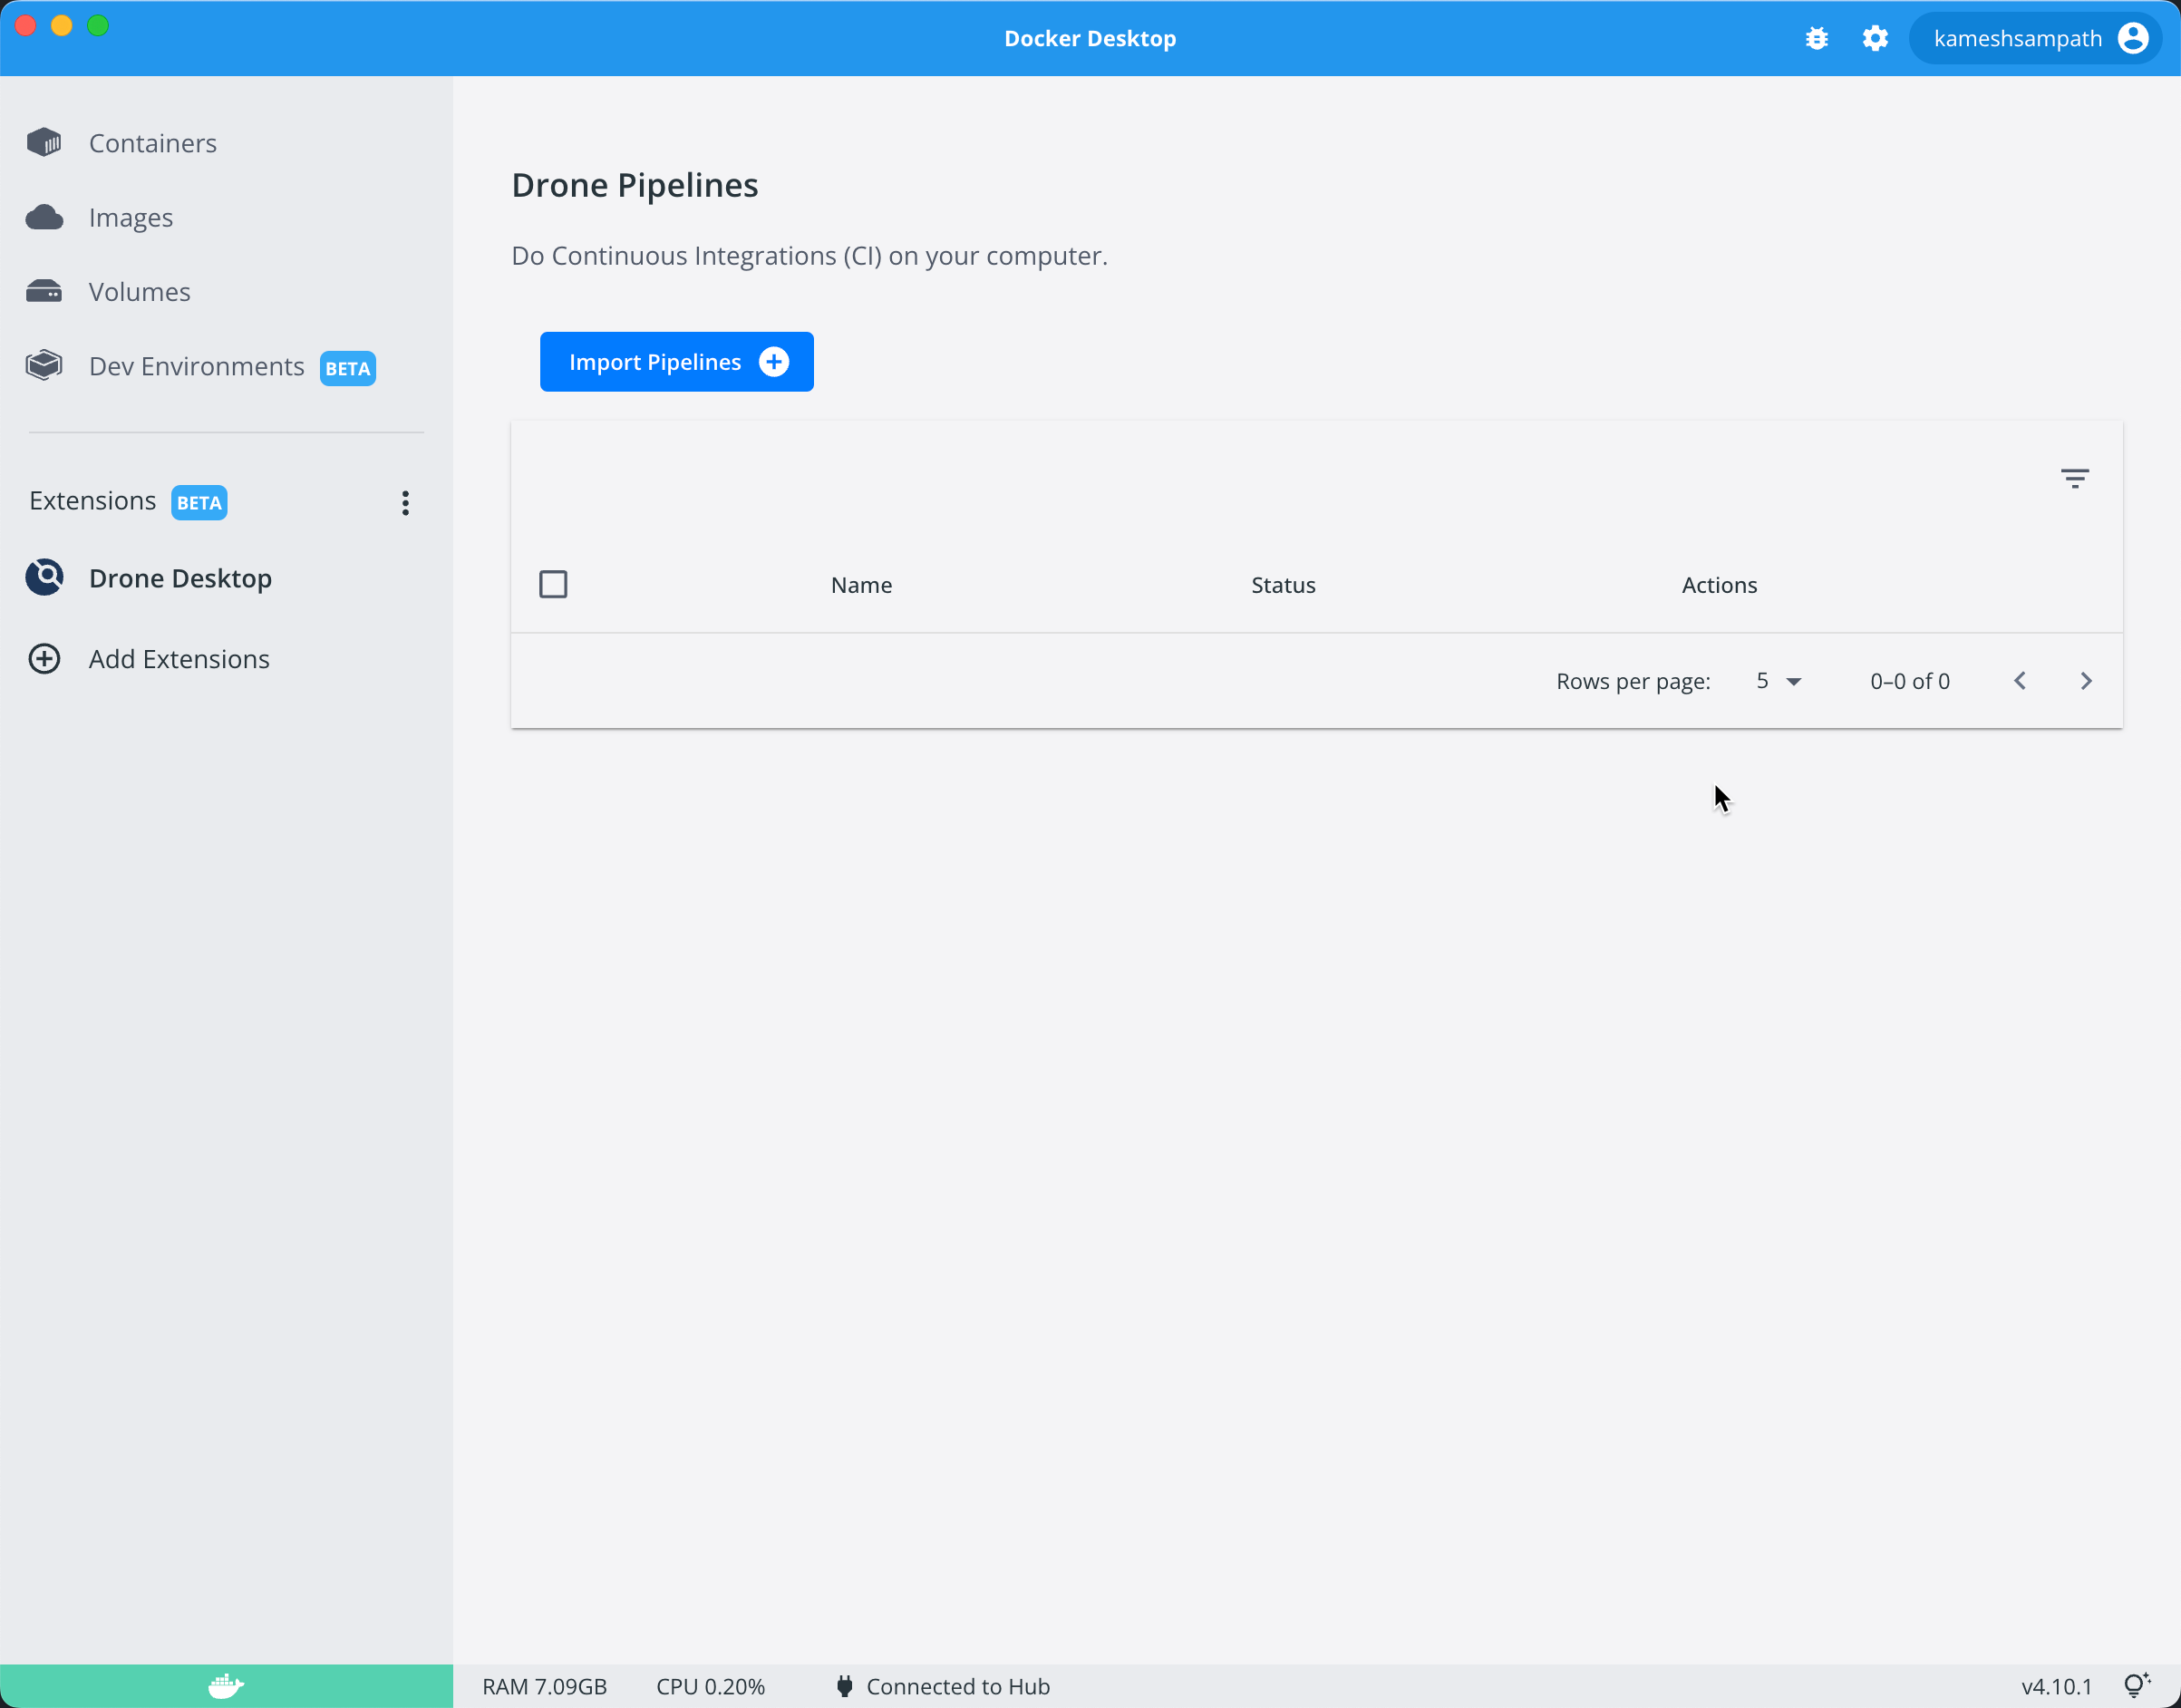 Docker Desktop
kameshsampath
Containers
Images
Volumes
Dev Environments BETA
Extensions BETA
Drone Desktop
Add Extensions
Drone Pipelines
Do Continuous Integrations (CI) on your computer.
Import Pipelines
Name Status Actions
Rows per page: 5 0–0 of 0
RAM 7.09GB CPU 0.20% Connected to Hub v4.10.1